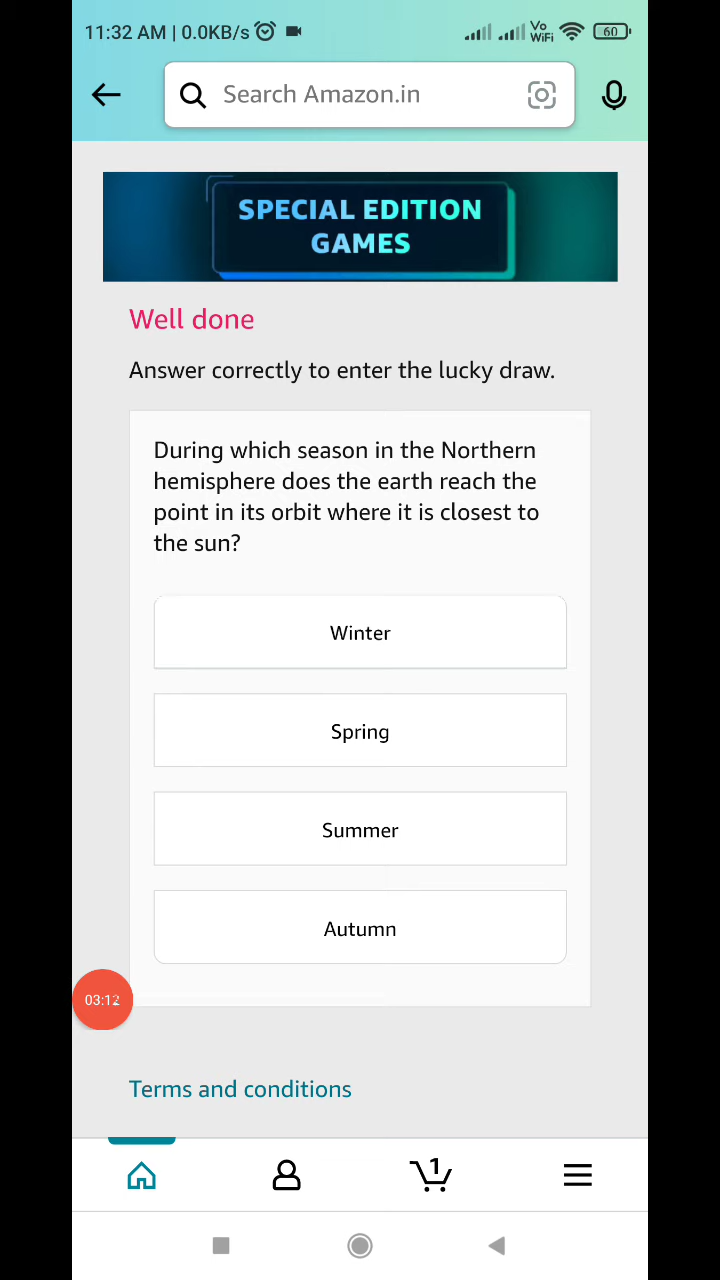 11:32 AM | 0.0KB/s
Vo
WiFi
60
Search Amazon.in
SPECIAL EDITION
GAMES
Well done
Answer correctly to enter the lucky draw.
During which season in the Northern
hemisphere does the earth reach the
point in its orbit where it is closest to
the sun?
Winter
Spring
Summer
Autumn
03:12
Terms and conditions
1